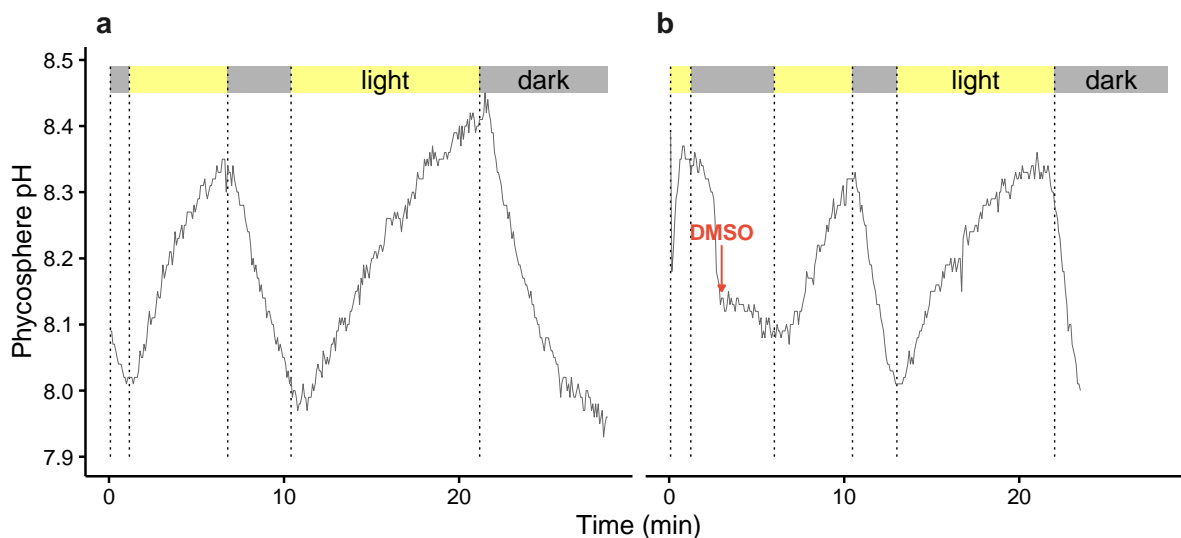 a
b
8.5
8.4
8.3
8.2
8.1
8.0
7.9
Phycosphere pH
light
dark
light
dark
DMSO
0
10
20
0
10
20
Time (min)